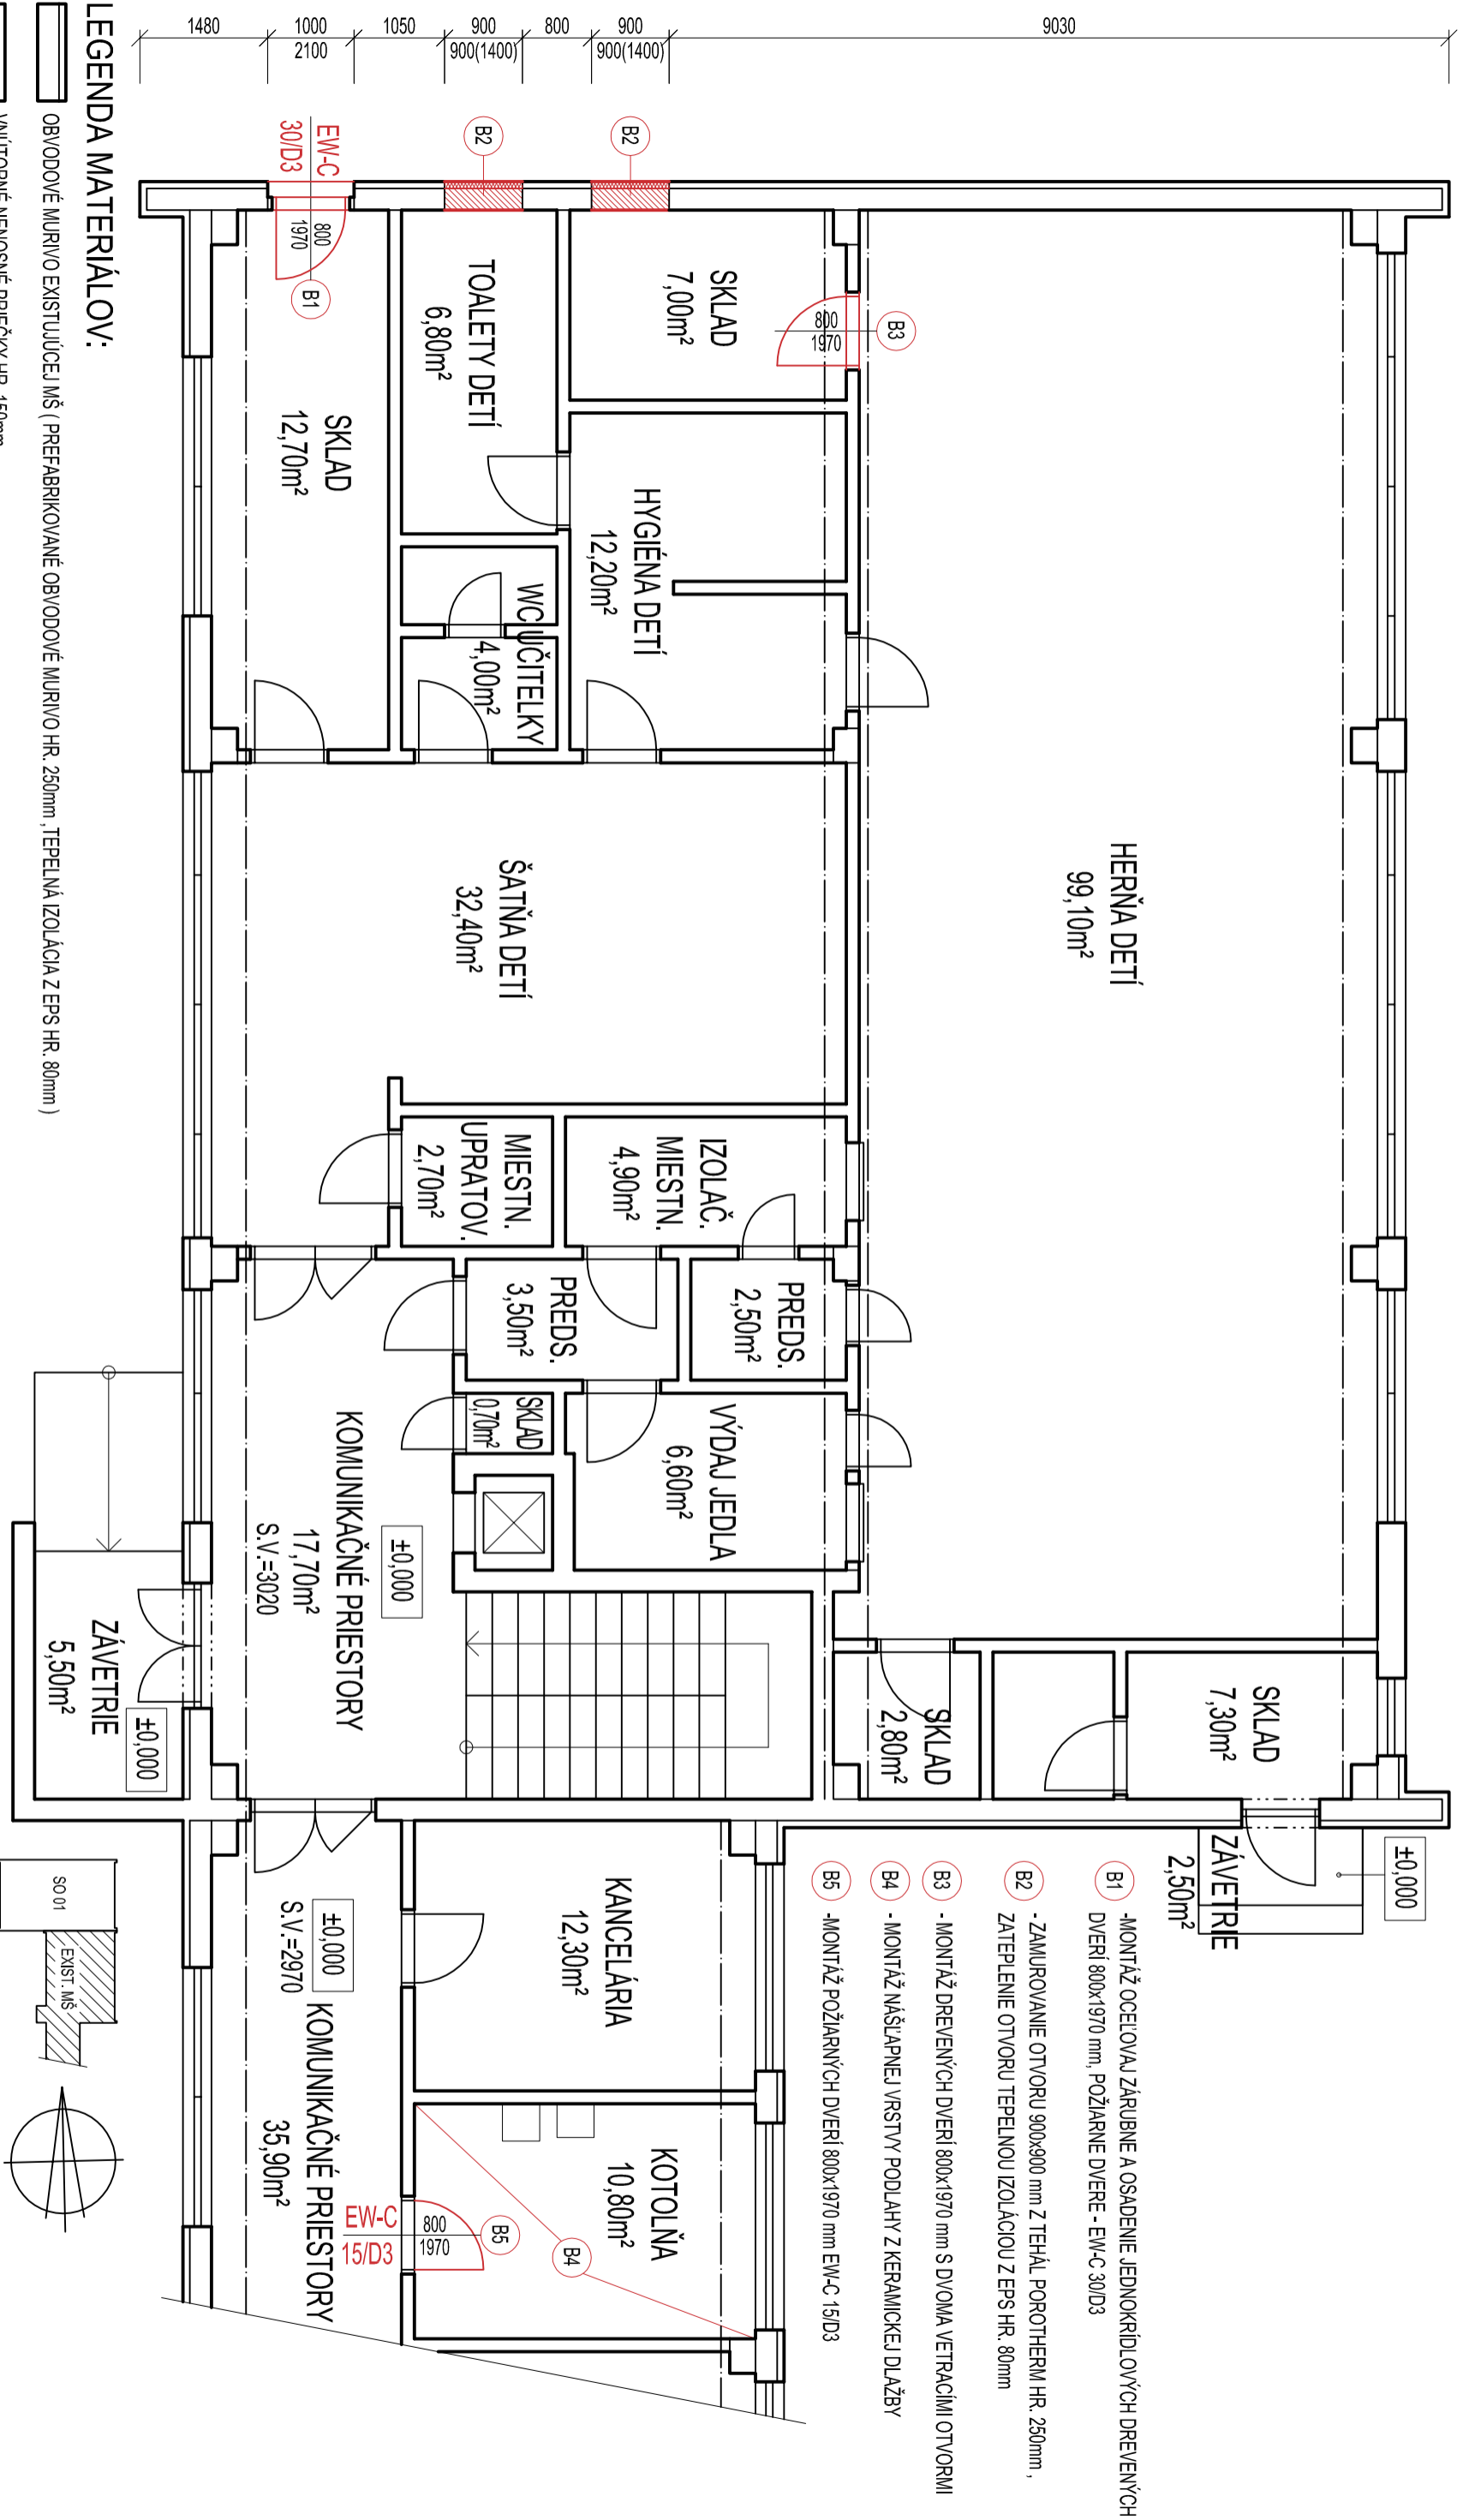 1480
1000
2100
1050
900
900(1400)
800
900
900(1400)
9030
LEGENDA MATERIÁLOV:
OBVODOVÉ MURIVO EXISTUJÚCEJ MŠ ( PREFABRIKOVANÉ OBVODOVÉ MURIVO HR. 250mm ,TEPELNÁ IZOLÁCIA Z EPS HR. 80mm )
EW-C
30/D3
800
1970
B1
B2
B2
SKLAD
12,70m²
TOALETY DETÍ
6,80m²
SKLAD
7,00m²
800
1970
B3
HYGIÉNA DETÍ
12,20m²
WC UČITELKY
4,00m²
HERŇA DETÍ
99,10m²
ŠATŇA DETÍ
32,40m²
MIESTN.
UPRATOV.
2,70m²
IZOLAČ.
MIESTN.
4,90m²
PREDS.
3,50m²
PREDS.
2,50m²
SKLAD
0,70m²
VÝDAJ JEDLA
6,60m²
±0,000
KOMUNIKAČNÉ PRIESTORY
17,70m²
S.V.=3020
ZÁVETRIE
5,50m²
±0,000
SKLAD
2,80m²
SKLAD
7,30m²
ZÁVETRIE
2,50m²
±0,000
B1 -MONTÁŽ OCEĽOVAJ ZÁRUBNE A OSADENIE JEDNOKRÍDLOVÝCH DREVENÝCH
DVERÍ 800x1970 mm, POŽIARNE DVERE - EW-C 30/D3
B2 - ZAMUROVANIE OTVORU 900x900 mm Z TEHÁL POROTHERM HR. 250mm ,
ZATEPLENIE OTVORU TEPELNOU IZOLÁCIOU Z EPS HR. 80mm
B3 - MONTÁŽ DREVENÝCH DVERÍ 800x1970 mm S DVOMA VETRACÍMI OTVORMI
B4 - MONTÁŽ NÁŠĽAPNEJ VRSTVY PODLAHY Z KERAMICKEJ DLAŽBY
B5 -MONTÁŽ POŽIARNÝCH DVERÍ 800x1970 mm EW-C 15/D3
KANCELÁRIA
12,30m²
±0,000
S.V.=2970
KOMUNIKAČNÉ PRIESTORY
35,90m²
KOTOLŇA
10,80m²
EW-C
15/D3
800
1970
B5
B4
SO 01
EXIST. MŠ